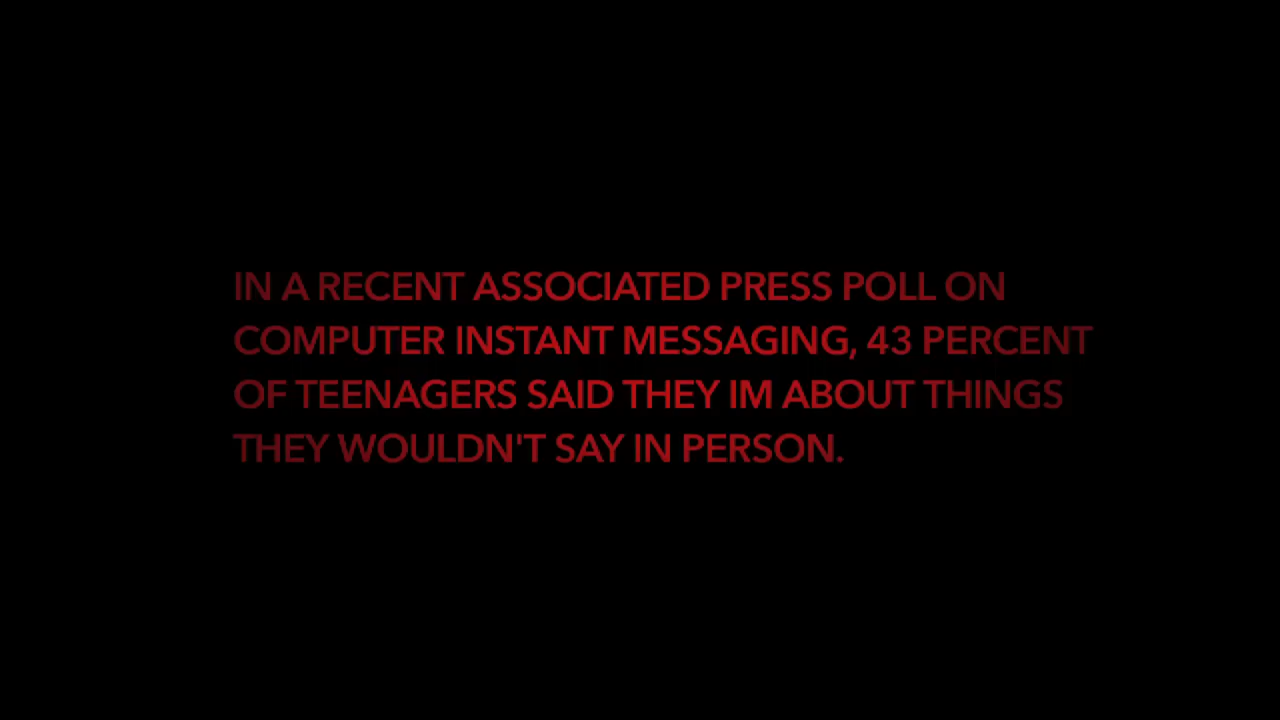 IN A RECENT ASSOCIATED PRESS POLL ON
COMPUTER INSTANT MESSAGING, 43 PERCENT
OF TEENAGERS SAID THEY IM ABOUT THINGS
THEY WOULDN'T SAY IN PERSON.